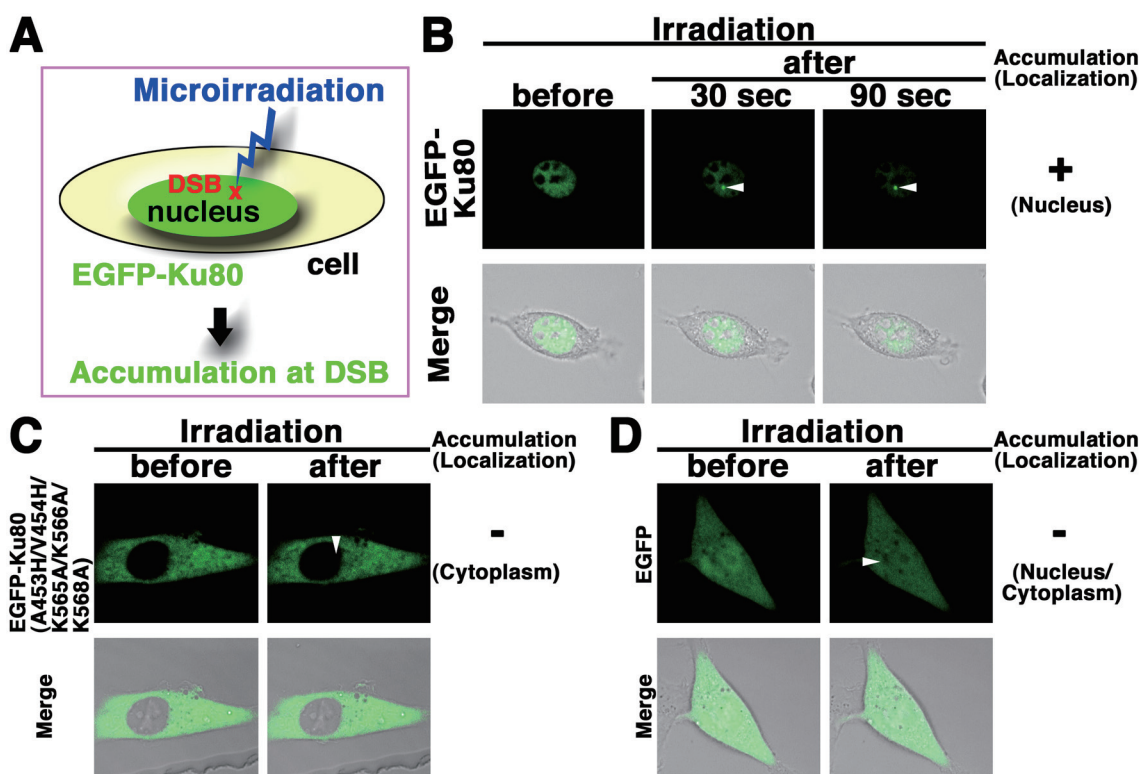 A
Microirradiation
DSB
x
nucleus
cell
EGFP-Ku80
Accumulation at DSB
B
Irradiation
after
before
30 sec
90 sec
Accumulation
(Localization)
EGFP-
Ku80
+
(Nucleus)
Merge
C
Irradiation
before
after
Accumulation
(Localization)
EGFP-Ku80
(A453H/V454H/
K565A/K566A/
K568A)
-
(Cytoplasm)
Merge
D
Irradiation
before
after
Accumulation
(Localization)
EGFP
-
(Nucleus/
Cytoplasm)
Merge